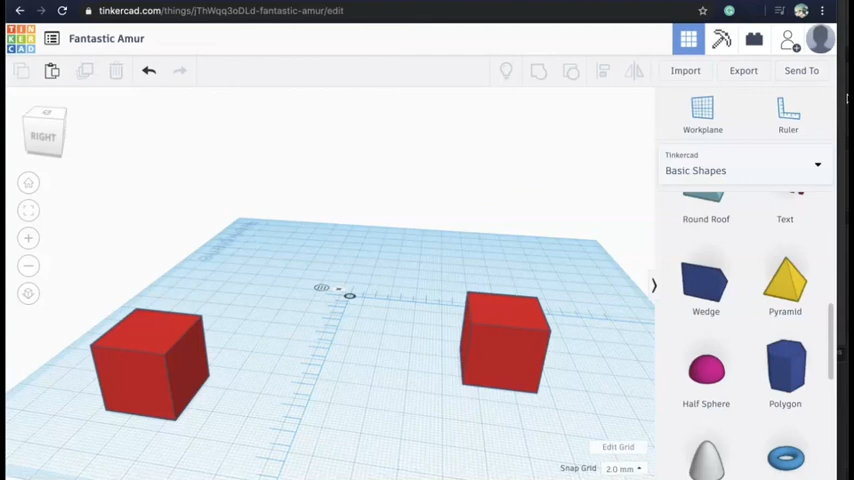 tinkercad.com/things/jThWqq3oDLd-fantastic-amur/edit
TIN
KER
CAD
Fantastic Amur
Import
Export
Send To
RIGHT
Workplane
Ruler
Tinkercad
Basic Shapes
Round Roof
Text
Wedge
Pyramid
Half Sphere
Polygon
Edit Grid
Snap Grid
2.0 mm